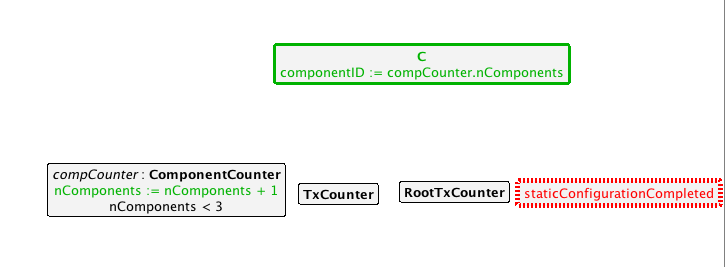 C
componentID := compCounter.nComponents
compCounter : ComponentCounter
nComponents := nComponents + 1
nComponents < 3
TxCounter
RootTxCounter
staticConfigurationCompleted